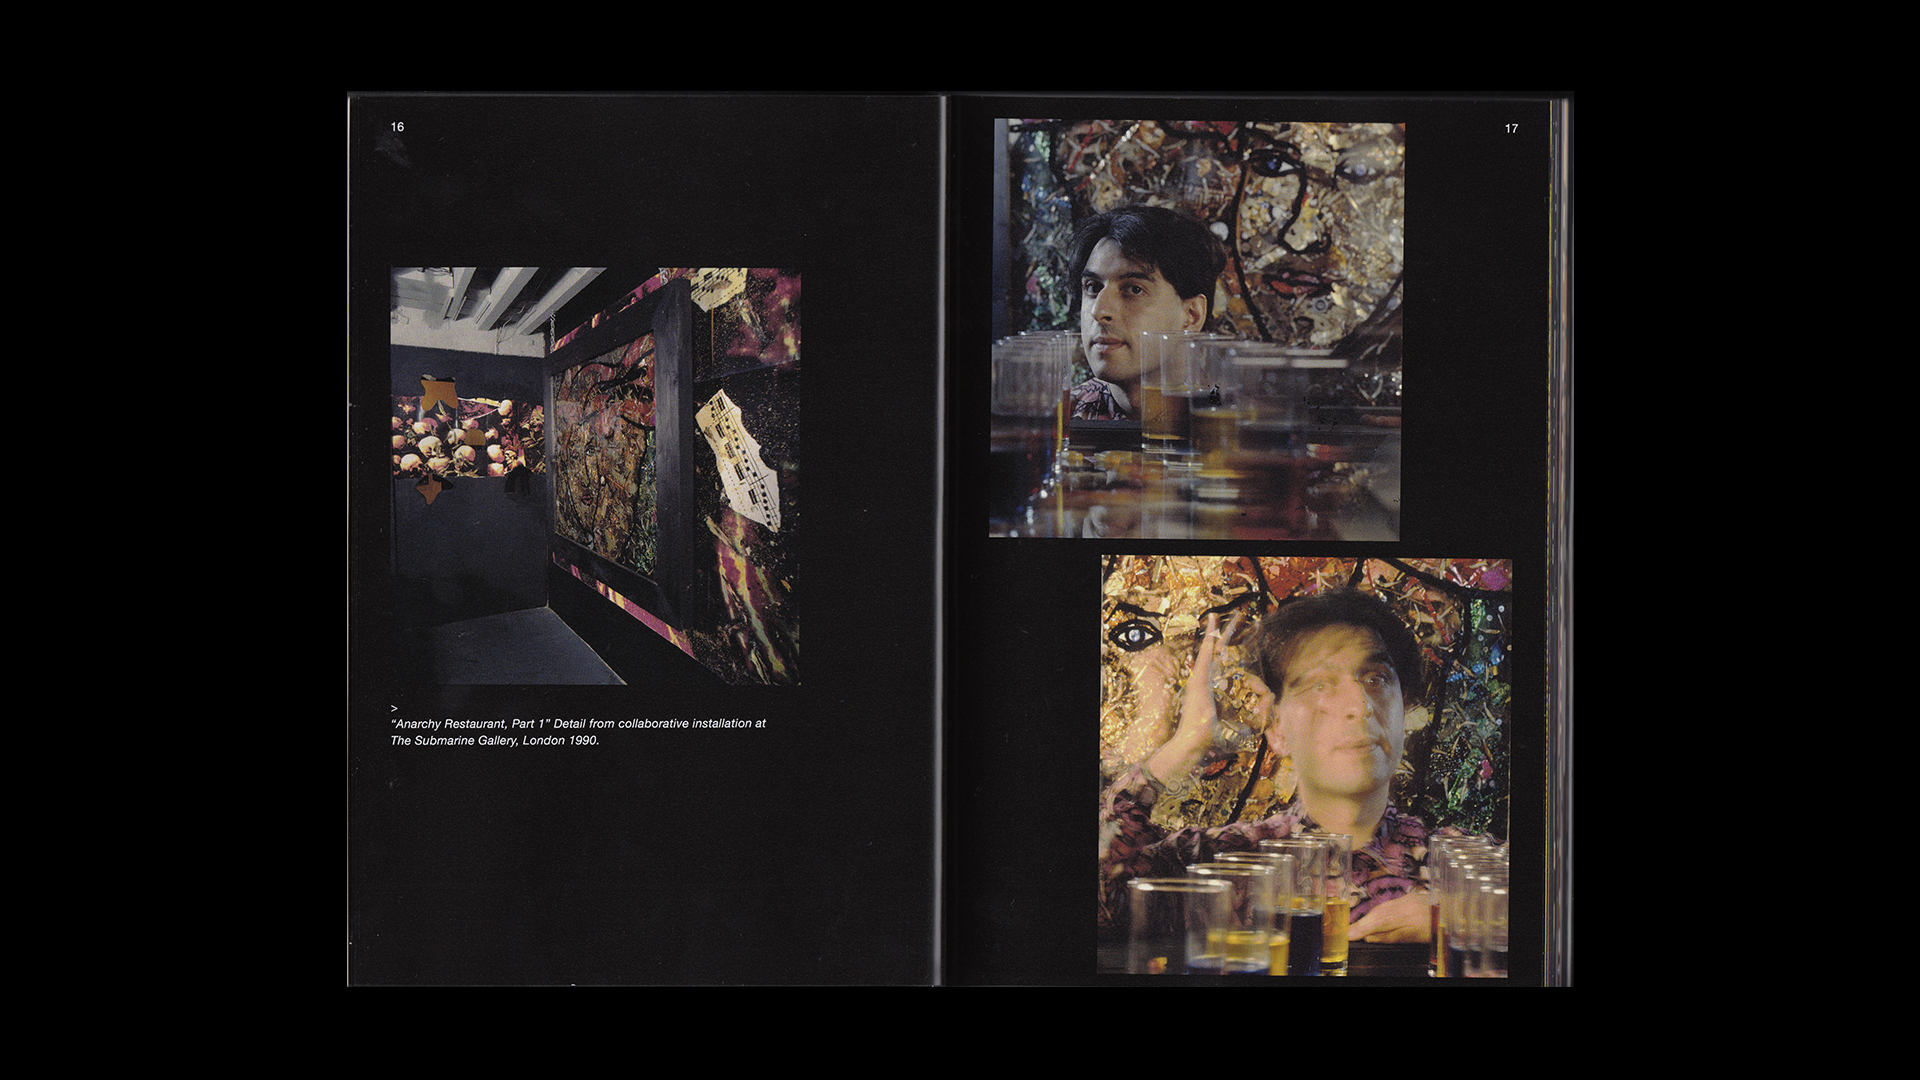 16
17
>
“Anarchy Restaurant, Part 1” Detail from collaborative installation at
The Submarine Gallery, London 1990.